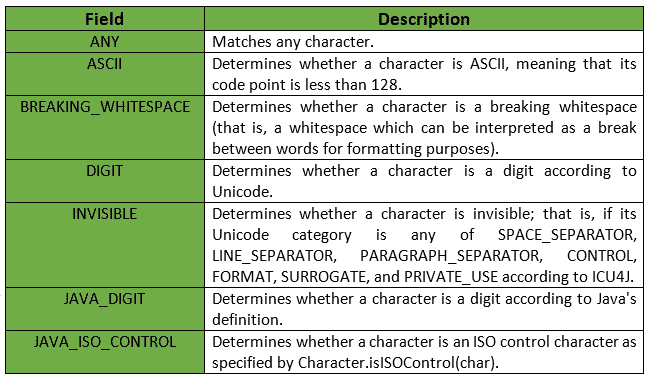 Field Description
ANY Matches any character.
ASCII Determines whether a character is ASCII, meaning that its
code point is less than 128.
BREAKING_WHITESPACE Determines whether a character is a breaking whitespace
(that is, a whitespace which can be interpreted as a break
between words for formatting purposes).
DIGIT Determines whether a character is a digit according to
Unicode.
INVISIBLE Determines whether a character is invisible; that is, if its
Unicode category is any of SPACE_SEPARATOR,
LINE_SEPARATOR, PARAGRAPH_SEPARATOR, CONTROL,
FORMAT, SURROGATE, and PRIVATE_USE according to ICU4J.
JAVA_DIGIT Determines whether a character is a digit according to Java's
definition.
JAVA_ISO_CONTROL Determines whether a character is an ISO control character as
specified by Character.isISOControl(char).